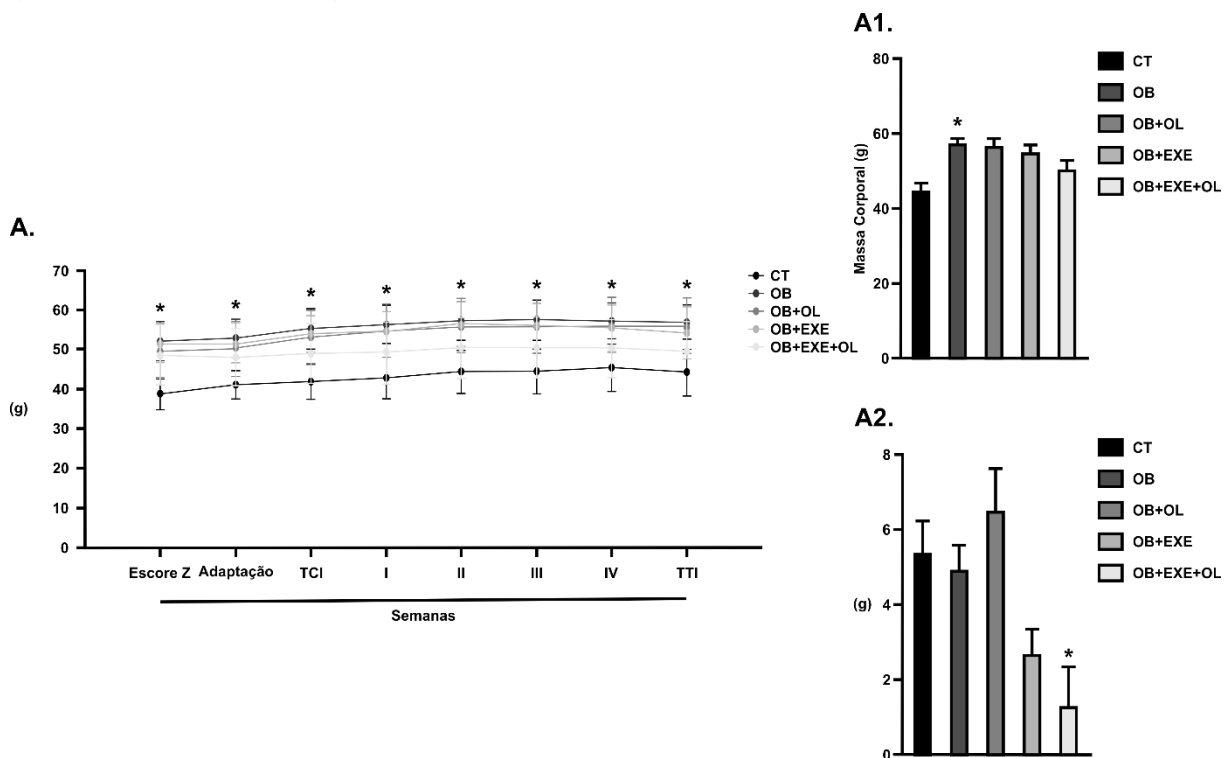 A.
(g)
70
60
50
40
30
20
10
0
* * * * * * * *
Escore Z Adaptação TCI I II III IV TTI
Semanas
CT
OB
OB+OL
OB+EXE
OB+EXE+OL
A1.
Massa Corporal (g)
80
60
40
20
0
*
CT
OB
OB+OL
OB+EXE
OB+EXE+OL
A2.
(g)
8
6
4
2
0
*
CT
OB
OB+OL
OB+EXE
OB+EXE+OL